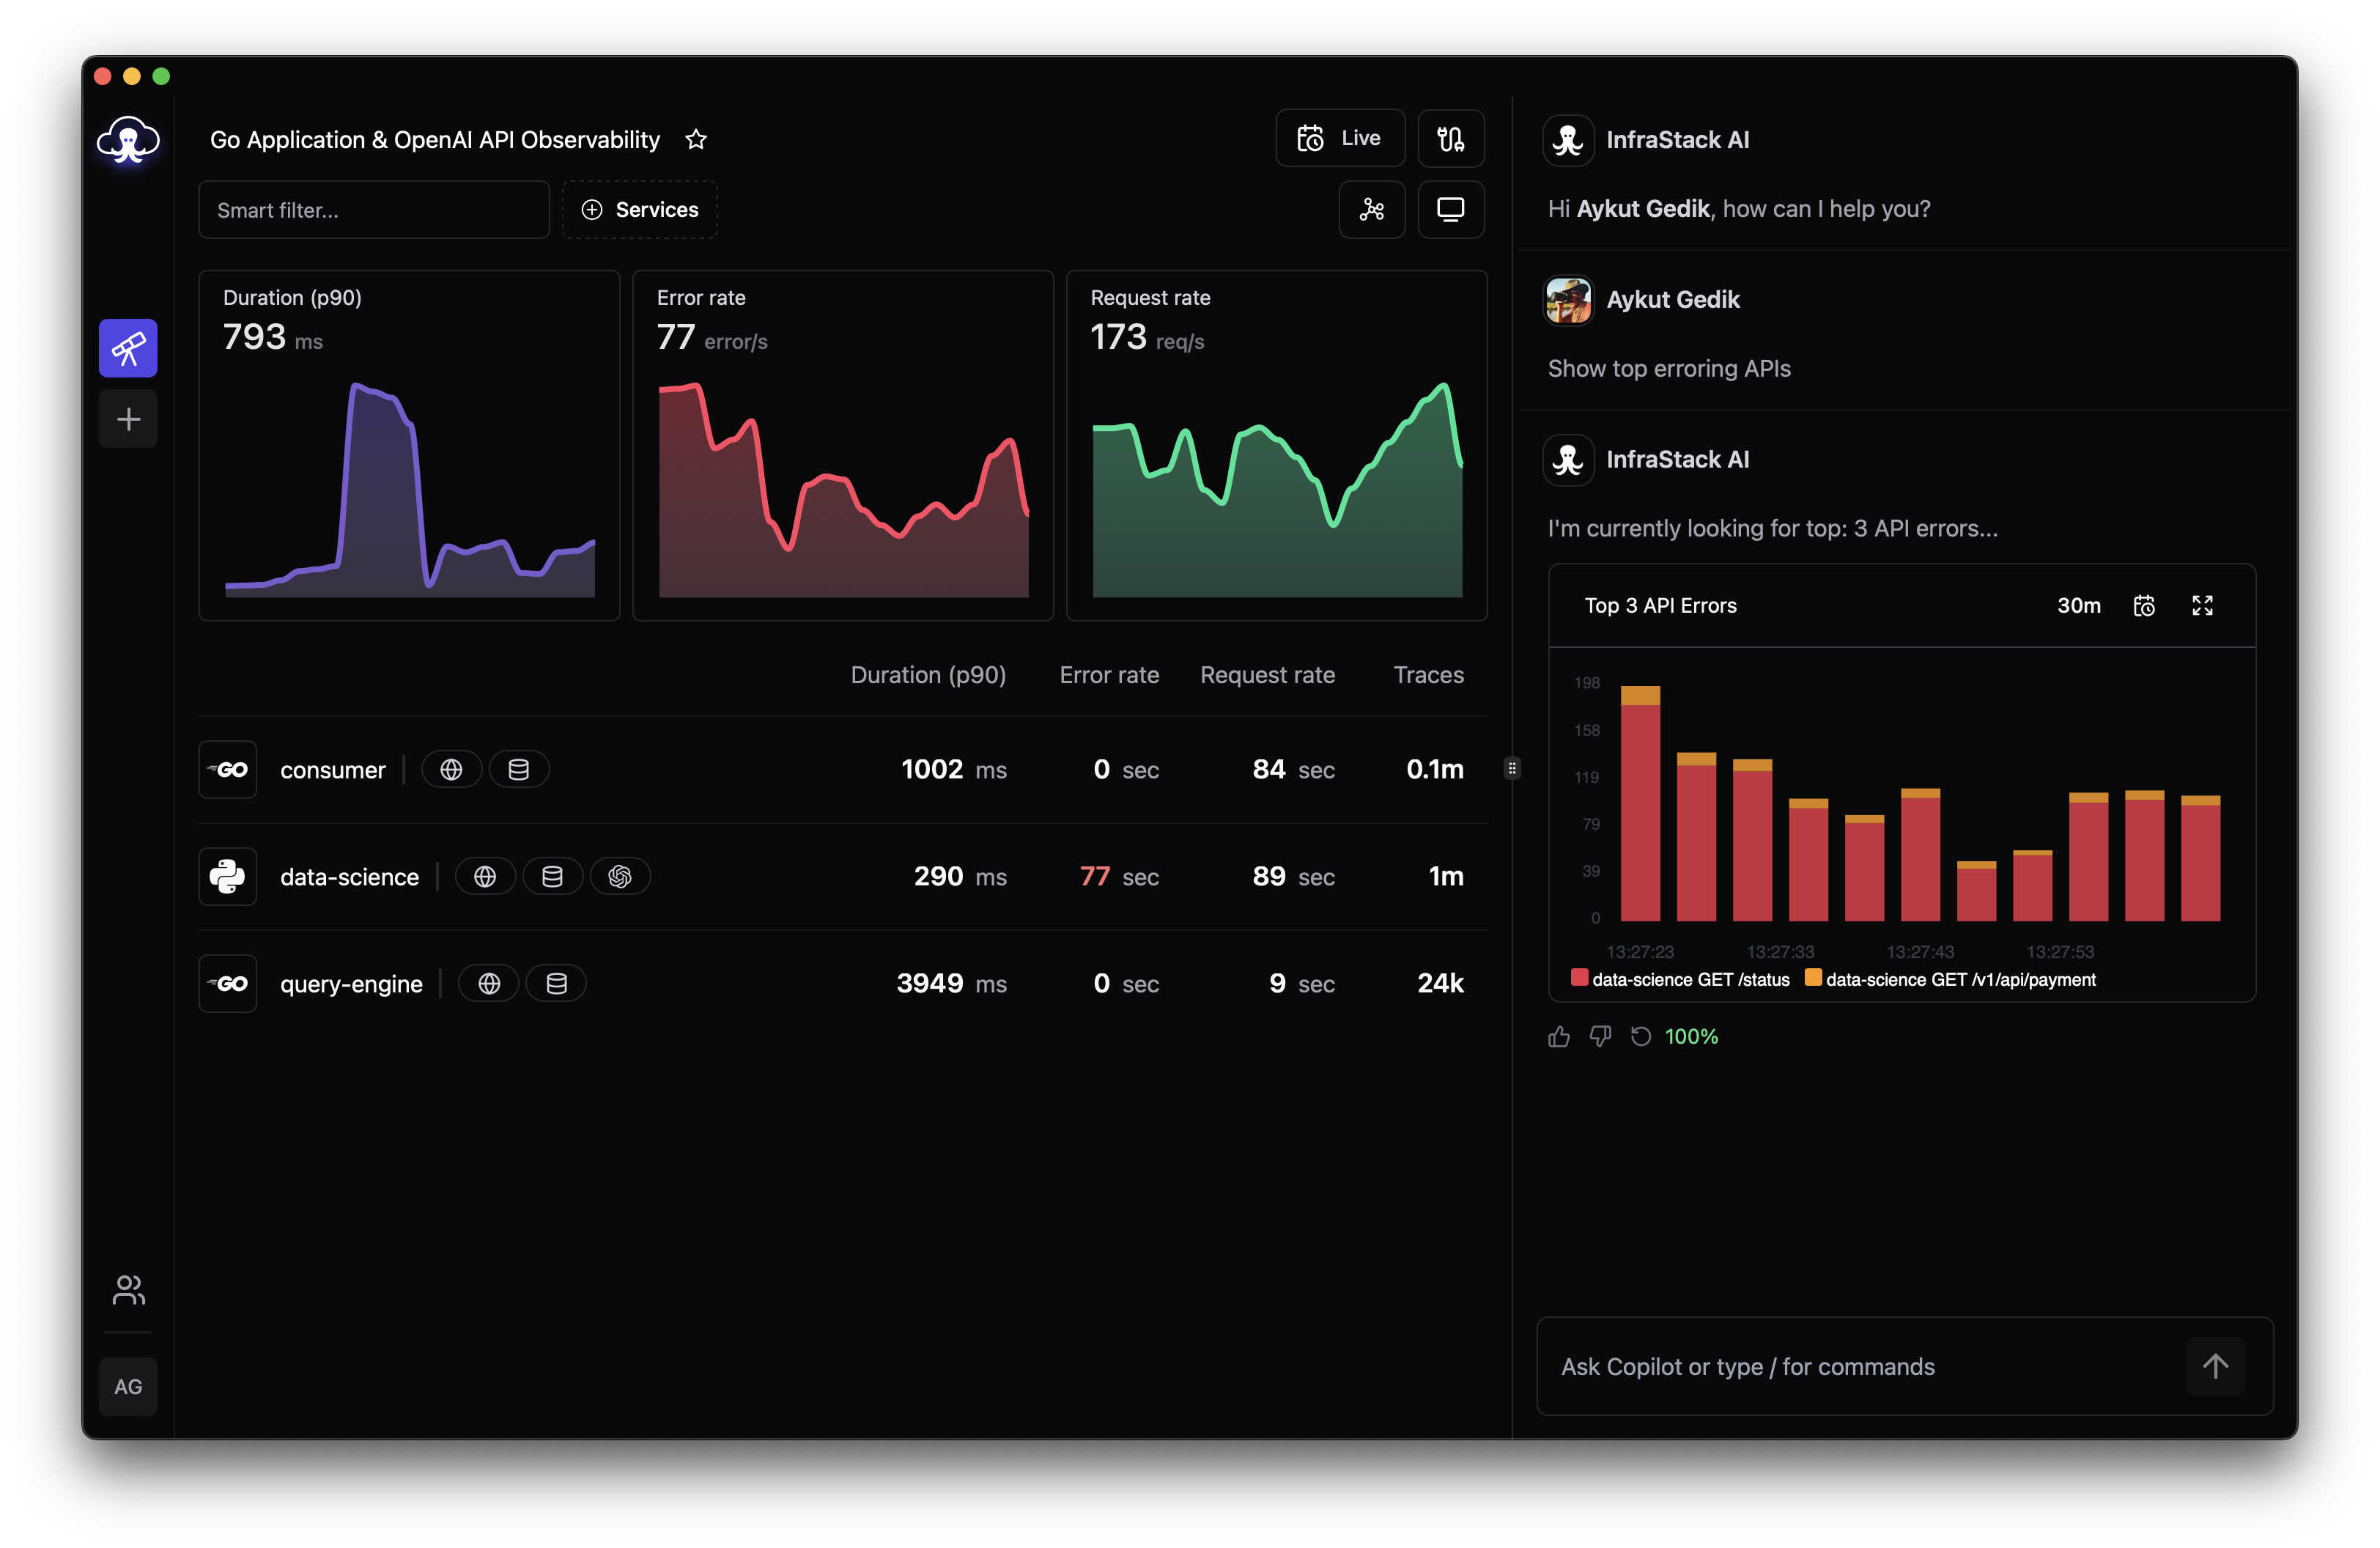 Go Application & OpenAI API Observability
Live
Smart filter...
Services
Duration (p90)
793 ms
Error rate
77 error/s
Request rate
173 req/s
Duration (p90) Error rate Request rate Traces
GO consumer 1002 ms 0 sec 84 sec 0.1m
data-science 290 ms 77 sec 89 sec 1m
GO query-engine 3949 ms 0 sec 9 sec 24k
AG
InfraStack AI
Hi Aykut Gedik, how can I help you?
Aykut Gedik
Show top erroring APIs
InfraStack AI
I'm currently looking for top: 3 API errors...
Top 3 API Errors 30m
198
158
119
79
39
0
13:27:23 13:27:33 13:27:43 13:27:53
data-science GET /status data-science GET /v1/api/payment
100%
Ask Copilot or type / for commands